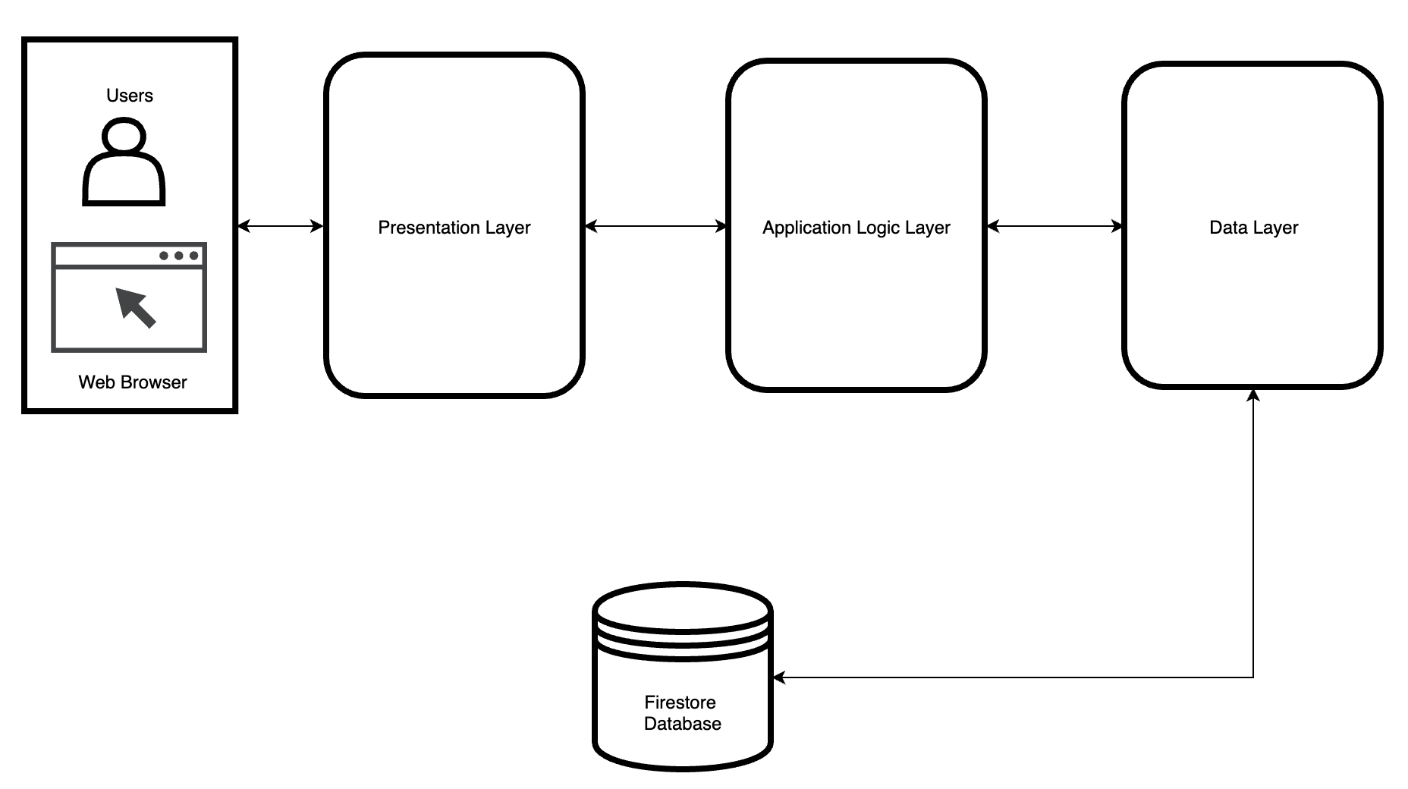 Users
Web Browser
Presentation Layer
Application Logic Layer
Data Layer
Firestore
Database